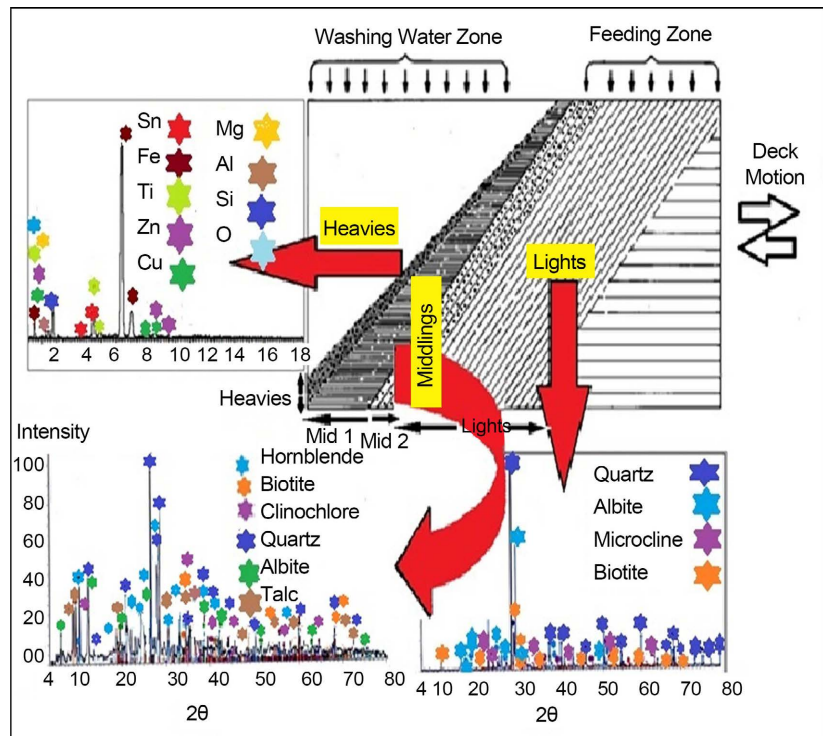 Washing Water Zone
Feeding Zone
Sn
Mg
Fe
Al
Ti
Si
Zn
O
Cu
Deck
Motion
Heavies
Lights
Middlings
2 4 6 8 10 12 14 16 18
Heavies
Mid 1
Mid 2
Lights
Intensity
100
80
60
40
20
00
Hornblende
Biotite
Clinochlore
Quartz
Albite
Talc
4 10 20 30 40 50 60 70 80
2θ
Quartz
Albite
Microcline
Biotite
4 10 20 30 40 50 60 70 80
2θ